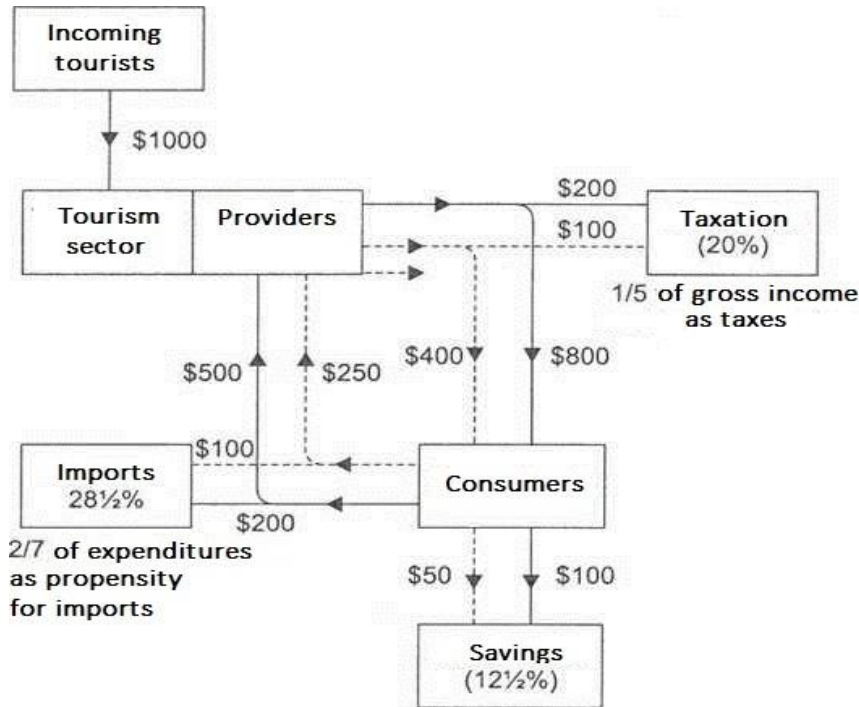 Incoming
tourists
$1000
Tourism
sector
Providers
$200
$100
Taxation
(20%)
1/5 of gross income
as taxes
$500
$250
$400
$800
$100
Imports
28½%
$200
2/7 of expenditures
as propensity
for imports
Consumers
$50
$100
Savings
(12½%)